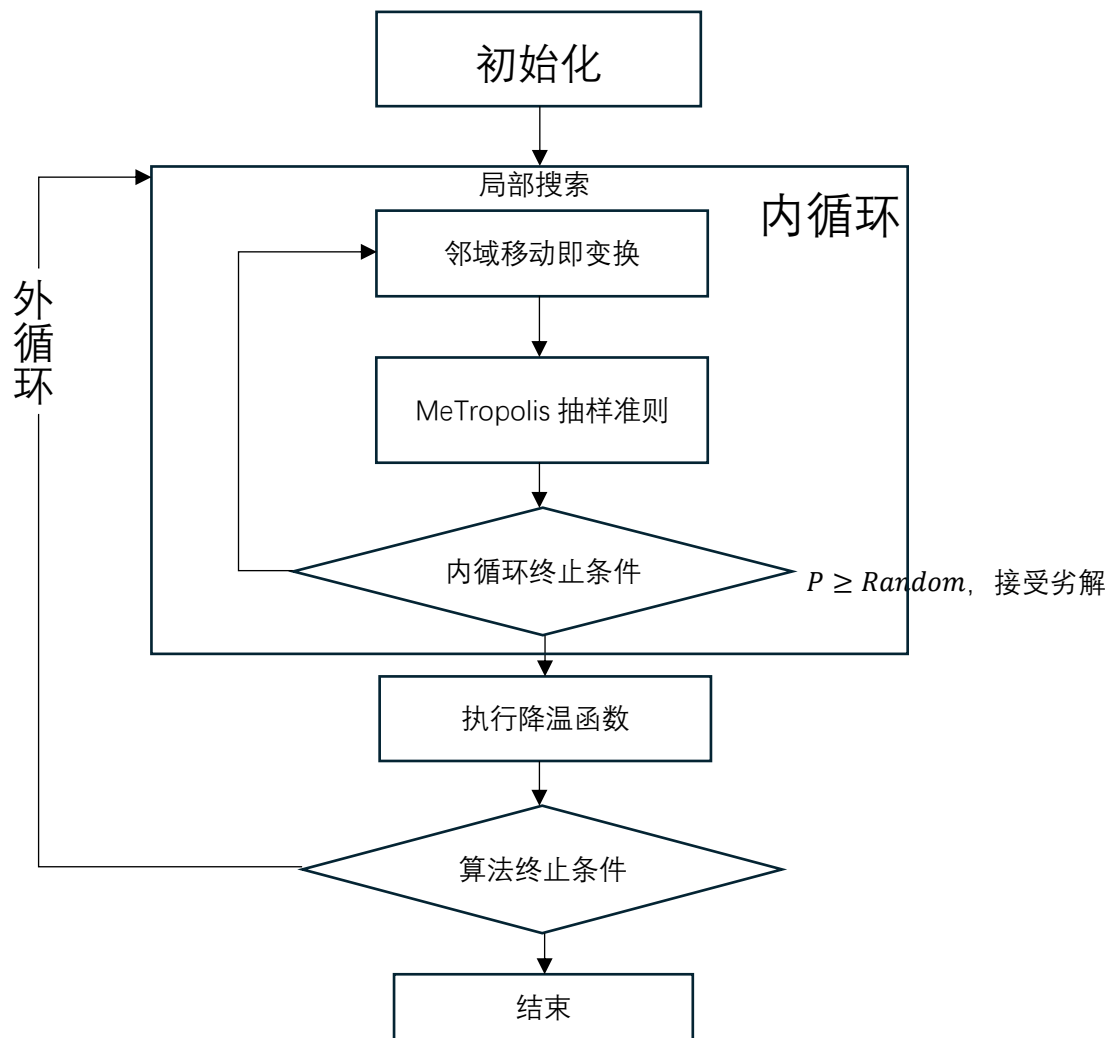 初始化
局部搜索
内循环
邻域移动即变换
外循环
MeTropolis 抽样准则
内循环终止条件
P ≥ Random，接受劣解
执行降温函数
算法终止条件
结束